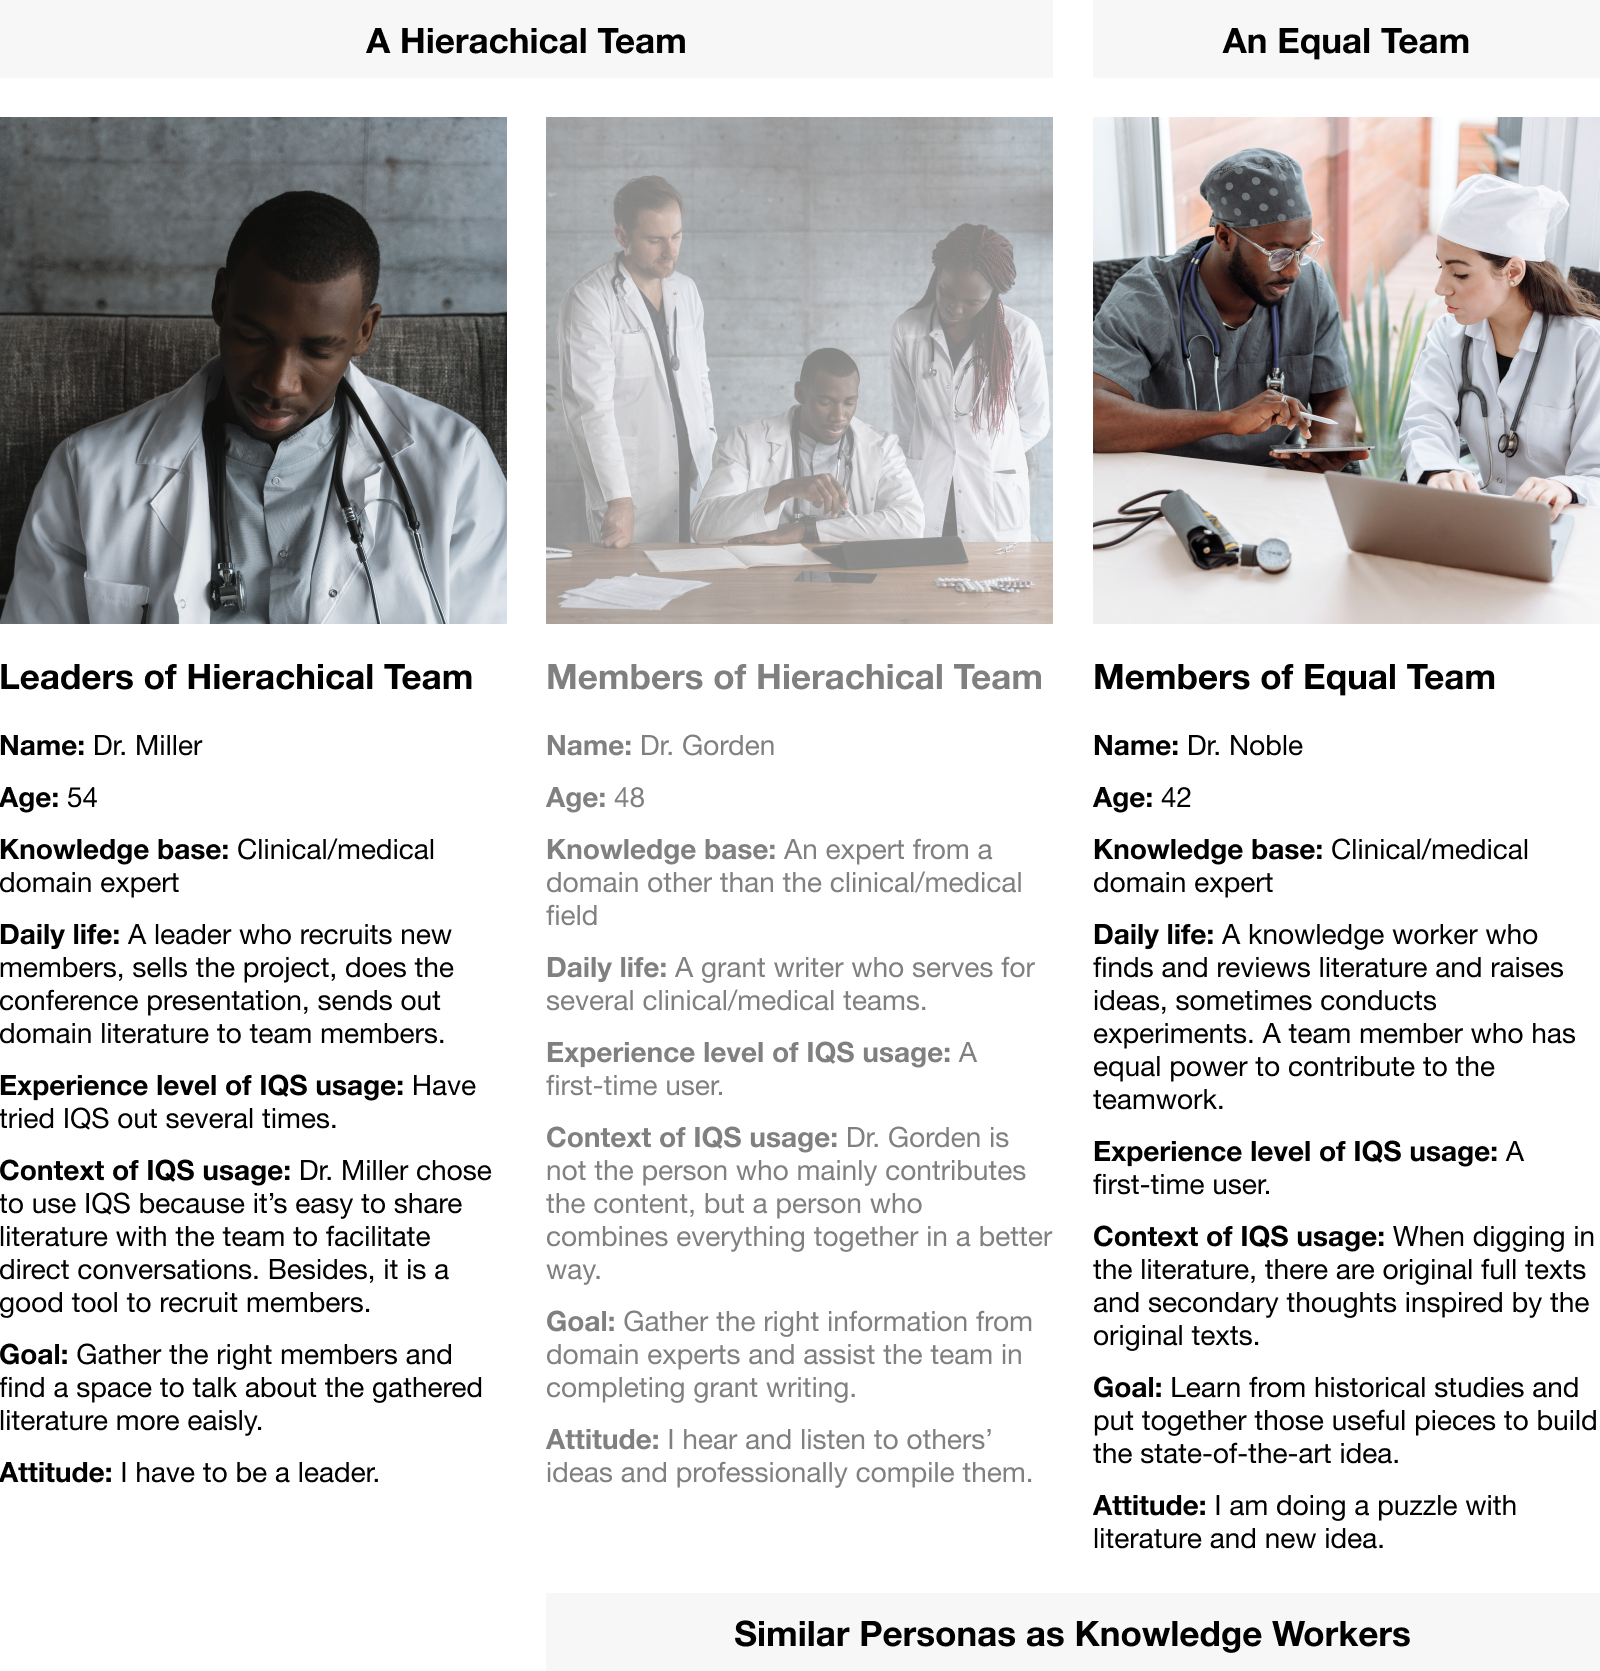 A Hierachical Team
An Equal Team
Leaders of Hierachical Team
Name: Dr. Miller
Age: 54
Knowledge base: Clinical/medical
domain expert
Daily life: A leader who recruits new
members, sells the project, does the
conference presentation, sends out
domain literature to team members.
Experience level of IQS usage: Have
tried IQS out several times.
Context of IQS usage: Dr. Miller chose
to use IQS because it’s easy to share
literature with the team to facilitate
direct conversations. Besides, it is a
good tool to recruit members.
Goal: Gather the right members and
find a space to talk about the gathered
literature more eaisly.
Attitude: I have to be a leader.
Members of Hierachical Team
Name: Dr. Gorden
Age: 48
Knowledge base: An expert from a
domain other than the clinical/medical
field
Daily life: A grant writer who serves for
several clinical/medical teams.
Experience level of IQS usage: A
first-time user.
Context of IQS usage: Dr. Gorden is
not the person who mainly contributes
the content, but a person who
combines everything together in a better
way.
Goal: Gather the right information from
domain experts and assist the team in
completing grant writing.
Attitude: I hear and listen to others’
ideas and professionally compile them.
Members of Equal Team
Name: Dr. Noble
Age: 42
Knowledge base: Clinical/medical
domain expert
Daily life: A knowledge worker who
finds and reviews literature and raises
ideas, sometimes conducts
experiments. A team member who has
equal power to contribute to the
teamwork.
Experience level of IQS usage: A
first-time user.
Context of IQS usage: When digging in
the literature, there are original full texts
and secondary thoughts inspired by the
original texts.
Goal: Learn from historical studies and
put together those useful pieces to build
the state-of-the-art idea.
Attitude: I am doing a puzzle with
literature and new idea.
Similar Personas as Knowledge Workers